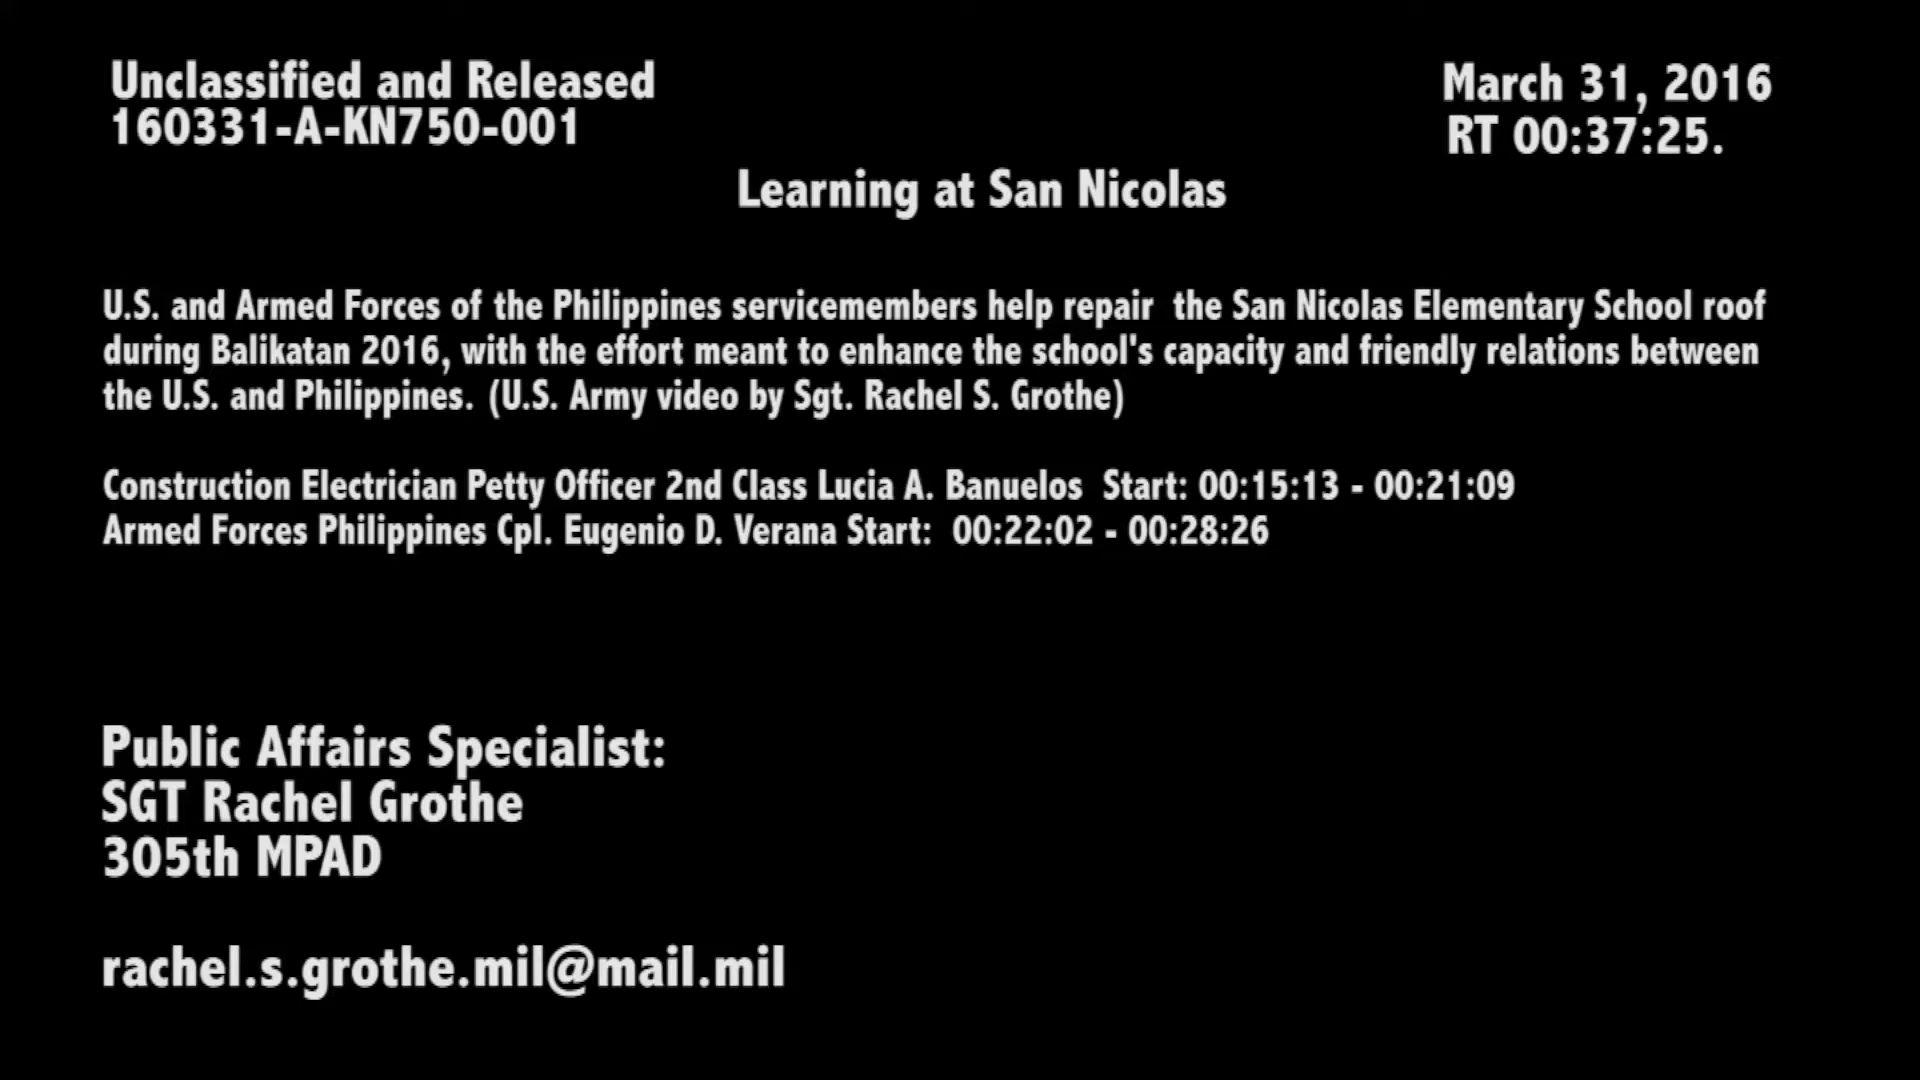 Unclassified and Released
160331-A-KN750-001
March 31, 2016
RT 00:37:25.
Learning at San Nicolas
U.S. and Armed Forces of the Philippines servicemembers help repair the San Nicolas Elementary School roof
during Balikatan 2016, with the effort meant to enhance the school's capacity and friendly relations between
the U.S. and Philippines. (U.S. Army video by Sgt. Rachel S. Grothe)
Construction Electrician Petty Officer 2nd Class Lucia A. Banuelos Start: 00:15:13 - 00:21:09
Armed Forces Philippines Cpl. Eugenio D. Verana Start: 00:22:02 - 00:28:26
Public Affairs Specialist:
SGT Rachel Grothe
305th MPAD
rachel.s.grothe.mil@mail.mil